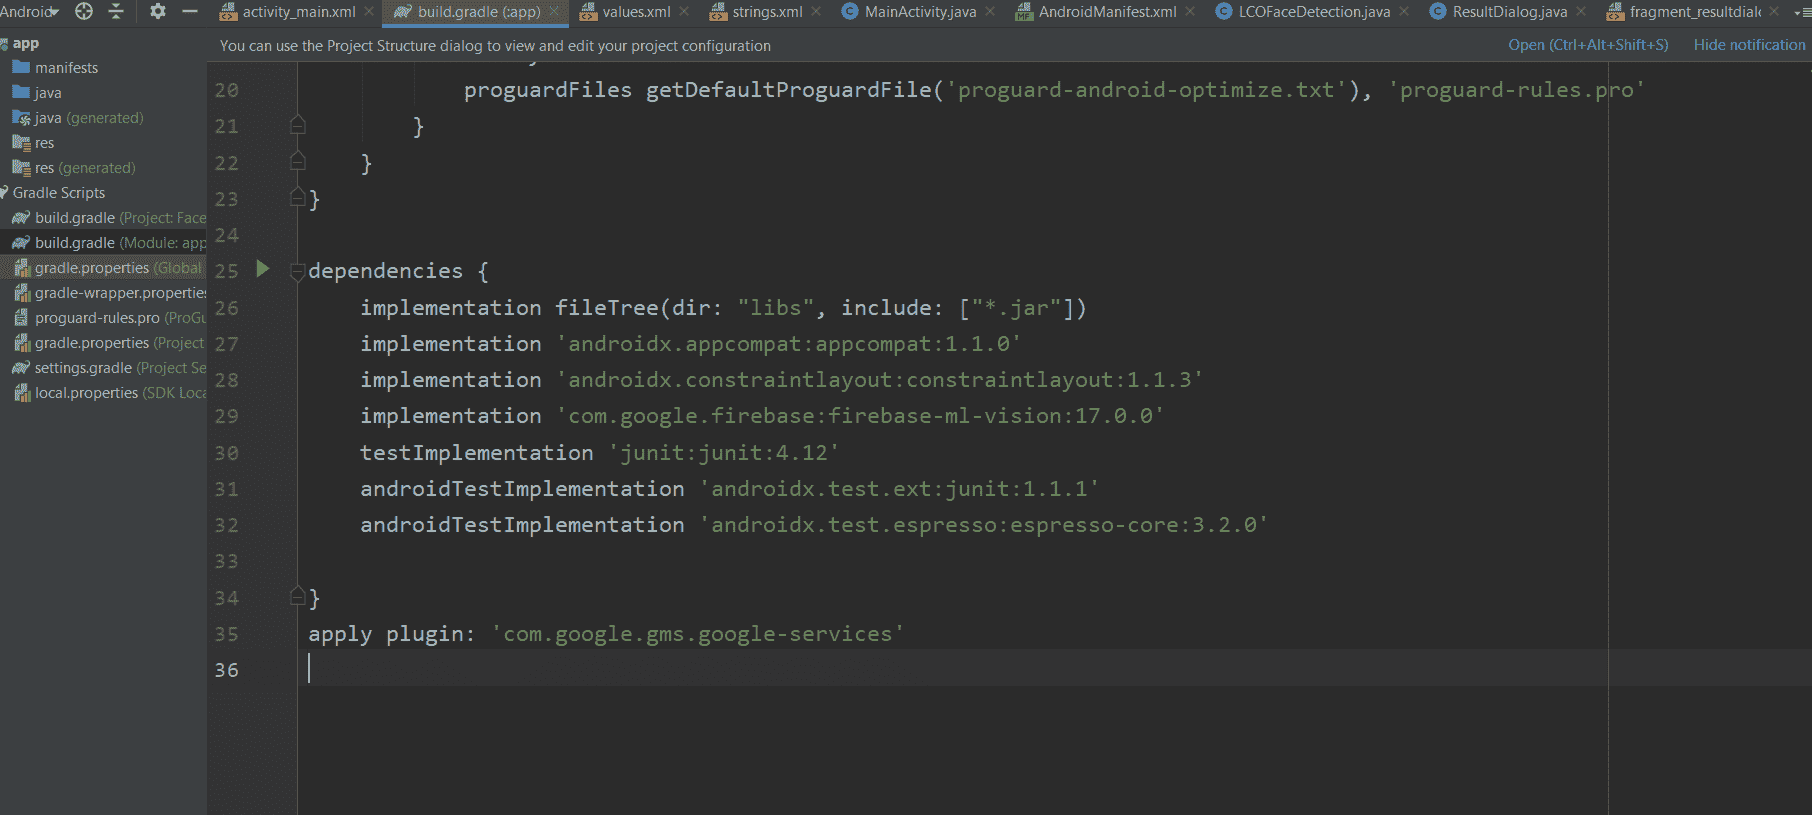 Android activity_main.xml build.gradle (:app) values.xml strings.xml MainActivity.java AndroidManifest.xml LCOFaceDetection.java ResultDialog.java fragment_resultdial
app
You can use the Project Structure dialog to view and edit your project configuration Open (Ctrl+Alt+Shift+S) Hide notification
manifests
java
java (generated)
res
res (generated)
Gradle Scripts
build.gradle (Project: Face
build.gradle (Module: app
gradle.properties (Global
gradle-wrapper.properties
proguard-rules.pro (ProGu
gradle.properties (Project
settings.gradle (Project Se
local.properties (SDK Loca
20 proguardFiles getDefaultProguardFile('proguard-android-optimize.txt'), 'proguard-rules.pro'
21 }
22 }
23 }
24
25 dependencies {
26 implementation fileTree(dir: "libs", include: ["*.jar"])
27 implementation 'androidx.appcompat:appcompat:1.1.0'
28 implementation 'androidx.constraintlayout:constraintlayout:1.1.3'
29 implementation 'com.google.firebase:firebase-ml-vision:17.0.0'
30 testImplementation 'junit:junit:4.12'
31 androidTestImplementation 'androidx.test.ext:junit:1.1.1'
32 androidTestImplementation 'androidx.test.espresso:espresso-core:3.2.0'
33
34 }
35 apply plugin: 'com.google.gms.google-services'
36